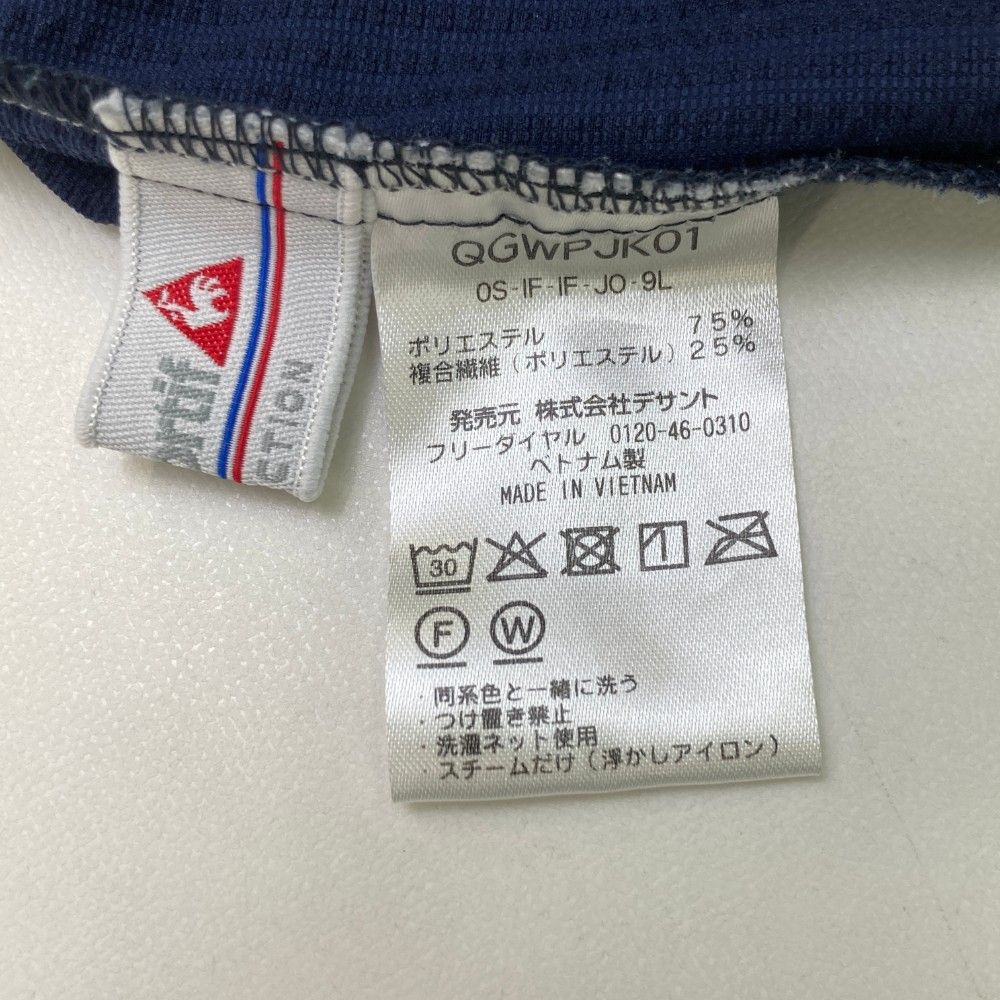 QGWPJK01
0S-IF-IF-JO-9L
ポリエステル 75%
複合繊維(ポリエステル)25%
発売元 株式会社デサント
フリーダイヤル 0120-46-0310
ベトナム製
MADE IN VIETNAM
30
1
F
W
・同系色と一緒に洗う
・つけ置き禁止
・洗濯ネット使用
・スチームだけ(浮かしアイロン)
ortif
CTION